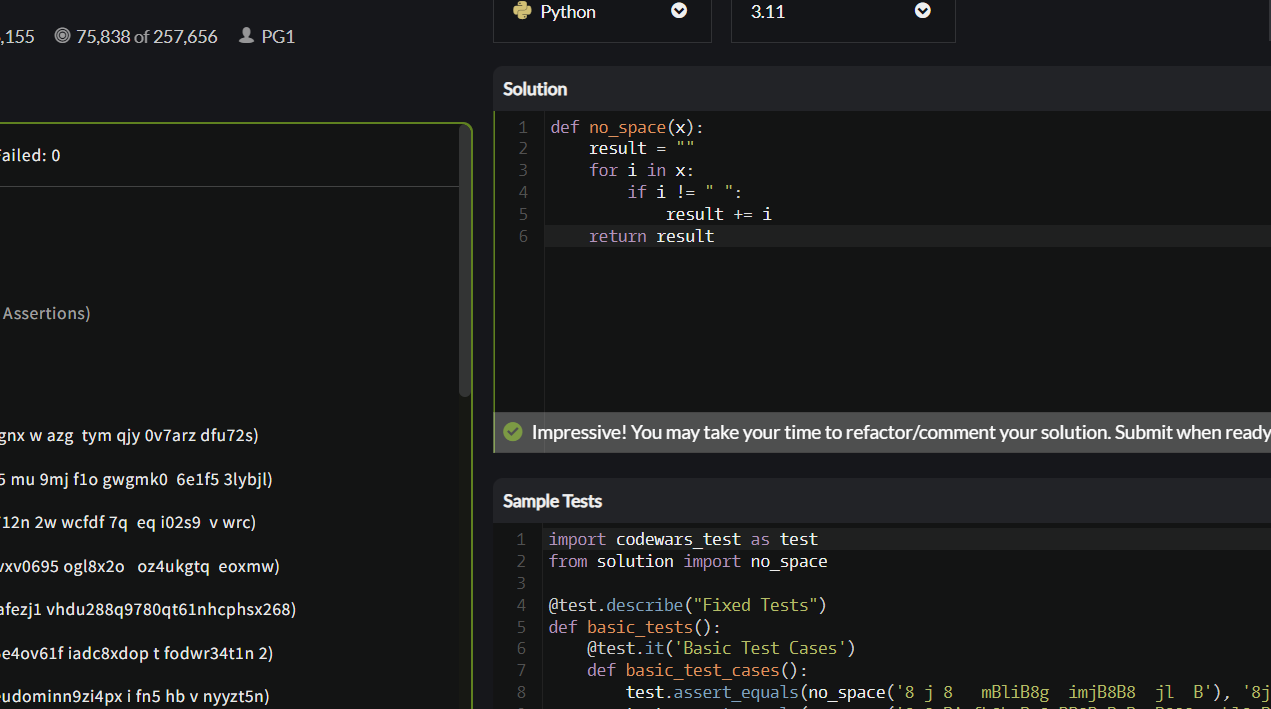 Python
3.11
,155 75,838 of 257,656 PG1
Solution
1 def no_space(x):
2 result = ""
3 for i in x:
4 if i != " ":
5 result += i
6 return result
Failed: 0
Assertions)
gnx w azg  tym qjy 0v7arz dfu72s)
5 mu 9mj f1o gwgmk0  6e1f5 3lybjl)
12n 2w wcfdf 7q  eq i02s9  v wrc)
vxv0695 ogl8x2o   oz4ukgtq  eoxmw)
afezj1 vhdu288q9780qt61nhcphsx268)
e4ov61f iadc8xdop t fodwr34t1n 2)
eudominn9zi4px i fn5 hb v nyyzt5n)
Impressive! You may take your time to refactor/comment your solution. Submit when ready
Sample Tests
1 import codewars_test as test
2 from solution import no_space
3
4 @test.describe("Fixed Tests")
5 def basic_tests():
6 @test.it('Basic Test Cases')
7 def basic_test_cases():
8 test.assert_equals(no_space('8 j 8   mBliB8g  imjB8B8  jl  B'), '8j